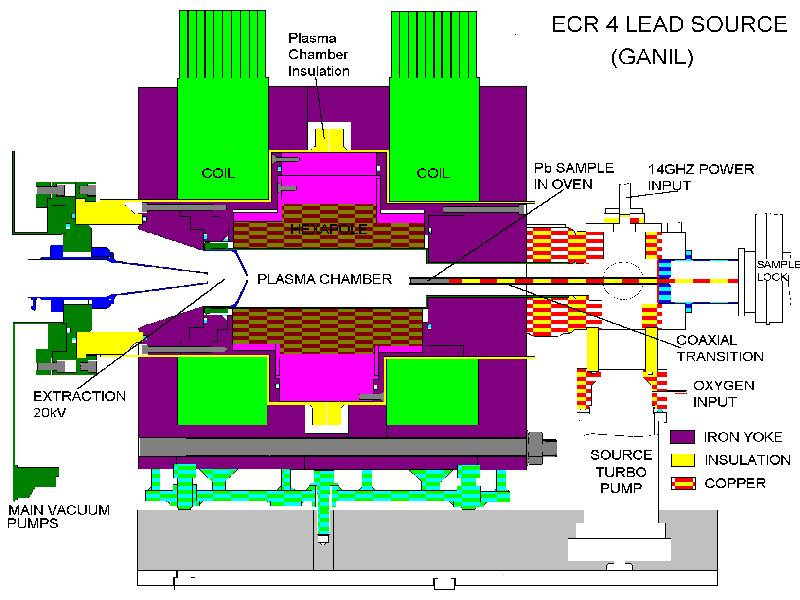 ECR 4 LEAD SOURCE
(GANIL)
Plasma
Chamber
Insulation
COIL
COIL
Pb SAMPLE
IN OVEN
14GHZ POWER
INPUT
HEXAPOLE
PLASMA CHAMBER
SAMPLE
LOCK
COAXIAL
TRANSITION
EXTRACTION
20kV
OXYGEN
INPUT
SOURCE
TURBO
PUMP
IRON YOKE
INSULATION
COPPER
MAIN VACUUM
PUMPS